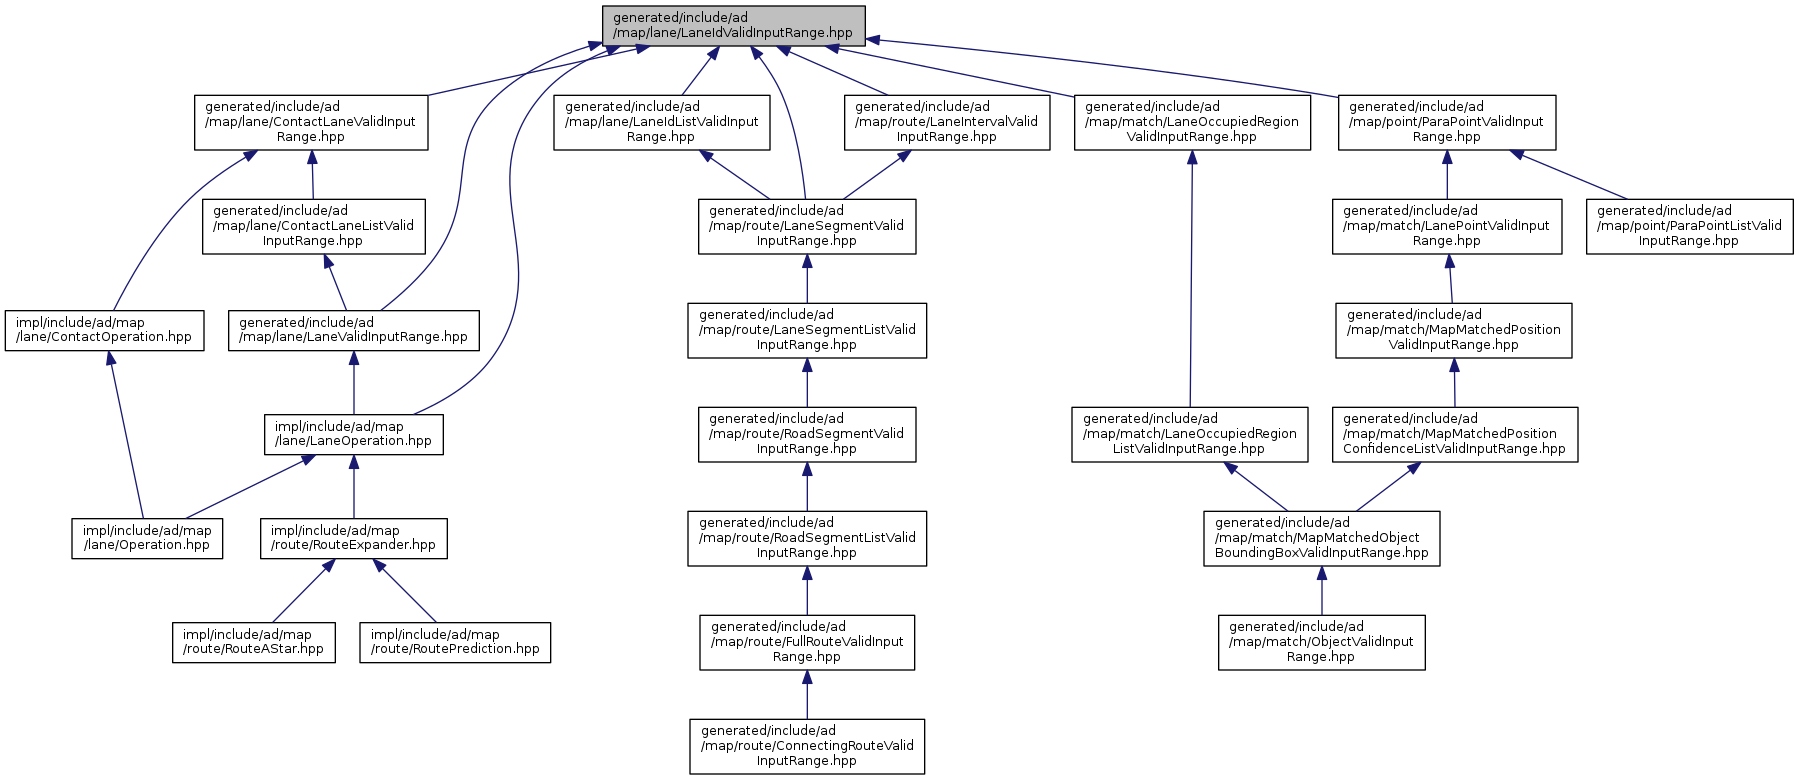 generated/include/ad
/map/lane/LaneIdValidInputRange.hpp
generated/include/ad
/map/lane/ContactLaneValidInput
Range.hpp
generated/include/ad
/map/lane/LaneIdListValidInput
Range.hpp
generated/include/ad
/map/route/LaneIntervalValid
InputRange.hpp
generated/include/ad
/map/match/LaneOccupiedRegion
ValidInputRange.hpp
generated/include/ad
/map/point/ParaPointValidInput
Range.hpp
generated/include/ad
/map/lane/ContactLaneListValid
InputRange.hpp
generated/include/ad
/map/route/LaneSegmentValid
InputRange.hpp
generated/include/ad
/map/match/LanePointValidInput
Range.hpp
generated/include/ad
/map/point/ParaPointListValid
InputRange.hpp
impl/include/ad/map
/lane/ContactOperation.hpp
generated/include/ad
/map/lane/LaneValidInputRange.hpp
generated/include/ad
/map/route/LaneSegmentListValid
InputRange.hpp
generated/include/ad
/map/match/MapMatchedPosition
ValidInputRange.hpp
impl/include/ad/map
/lane/LaneOperation.hpp
generated/include/ad
/map/route/RoadSegmentValid
InputRange.hpp
generated/include/ad
/map/match/LaneOccupiedRegion
ListValidInputRange.hpp
generated/include/ad
/map/match/MapMatchedPosition
ConfidenceListValidInputRange.hpp
impl/include/ad/map
/lane/Operation.hpp
impl/include/ad/map
/route/RouteExpander.hpp
generated/include/ad
/map/route/RoadSegmentListValid
InputRange.hpp
generated/include/ad
/map/match/MapMatchedObject
BoundingBoxValidInputRange.hpp
impl/include/ad/map
/route/RouteAStar.hpp
impl/include/ad/map
/route/RoutePrediction.hpp
generated/include/ad
/map/route/FullRouteValidInput
Range.hpp
generated/include/ad
/map/match/ObjectValidInput
Range.hpp
generated/include/ad
/map/route/ConnectingRouteValid
InputRange.hpp